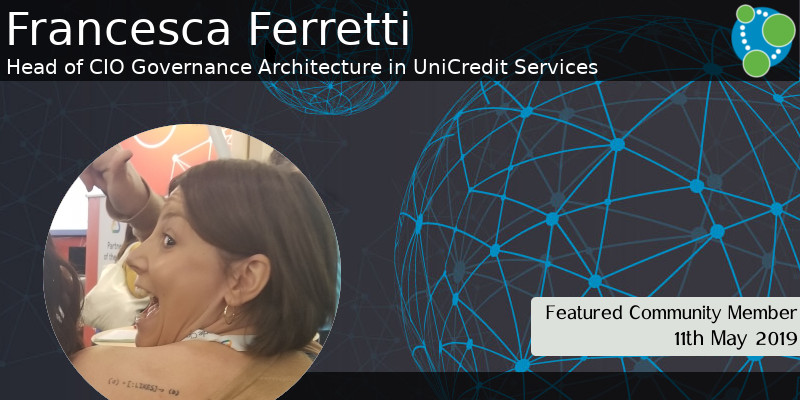 Francesca Ferretti
Head of CIO Governance Architecture in UniCredit Services
Featured Community Member
11th May 2019